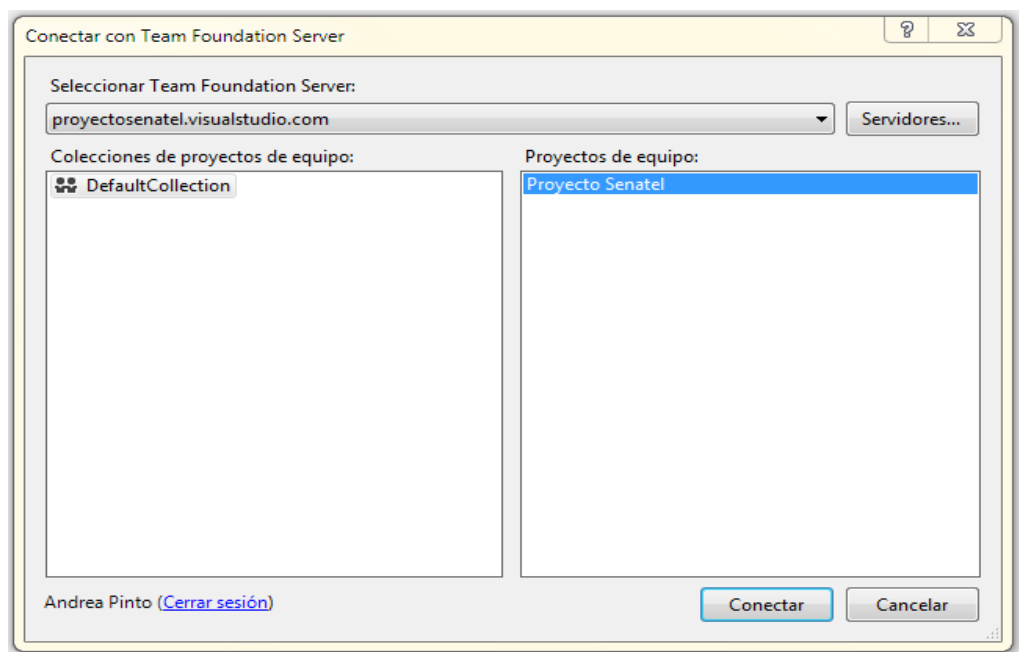 Conectar con Team Foundation Server
Seleccionar Team Foundation Server:
proyectosenatel.visualstudio.com
Servidores...
Colecciones de proyectos de equipo:
Proyectos de equipo:
DefaultCollection
Proyecto Senatel
Andrea Pinto (Cerrar sesión)
Conectar
Cancelar